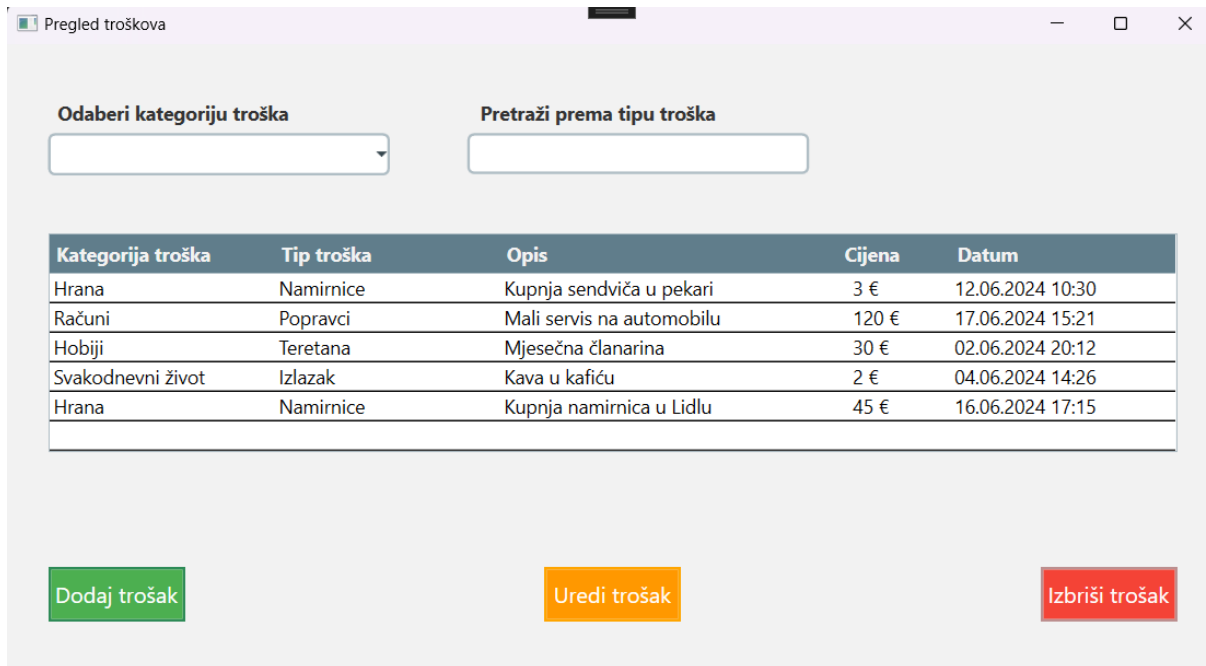 Pregled troškova
Odaberi kategoriju troška Pretraži prema tipu troška
Kategorija troška Tip troška Opis Cijena Datum
Hrana Namirnice Kupnja sendviča u pekari 3 € 12.06.2024 10:30
Računi Popravci Mali servis na automobilu 120 € 17.06.2024 15:21
Hobiji Teretana Mjesečna članarina 30 € 02.06.2024 20:12
Svakodnevni život Izlazak Kava u kafiću 2 € 04.06.2024 14:26
Hrana Namirnice Kupnja namirnica u Lidlu 45 € 16.06.2024 17:15
Dodaj trošak Uredi trošak Izbriši trošak